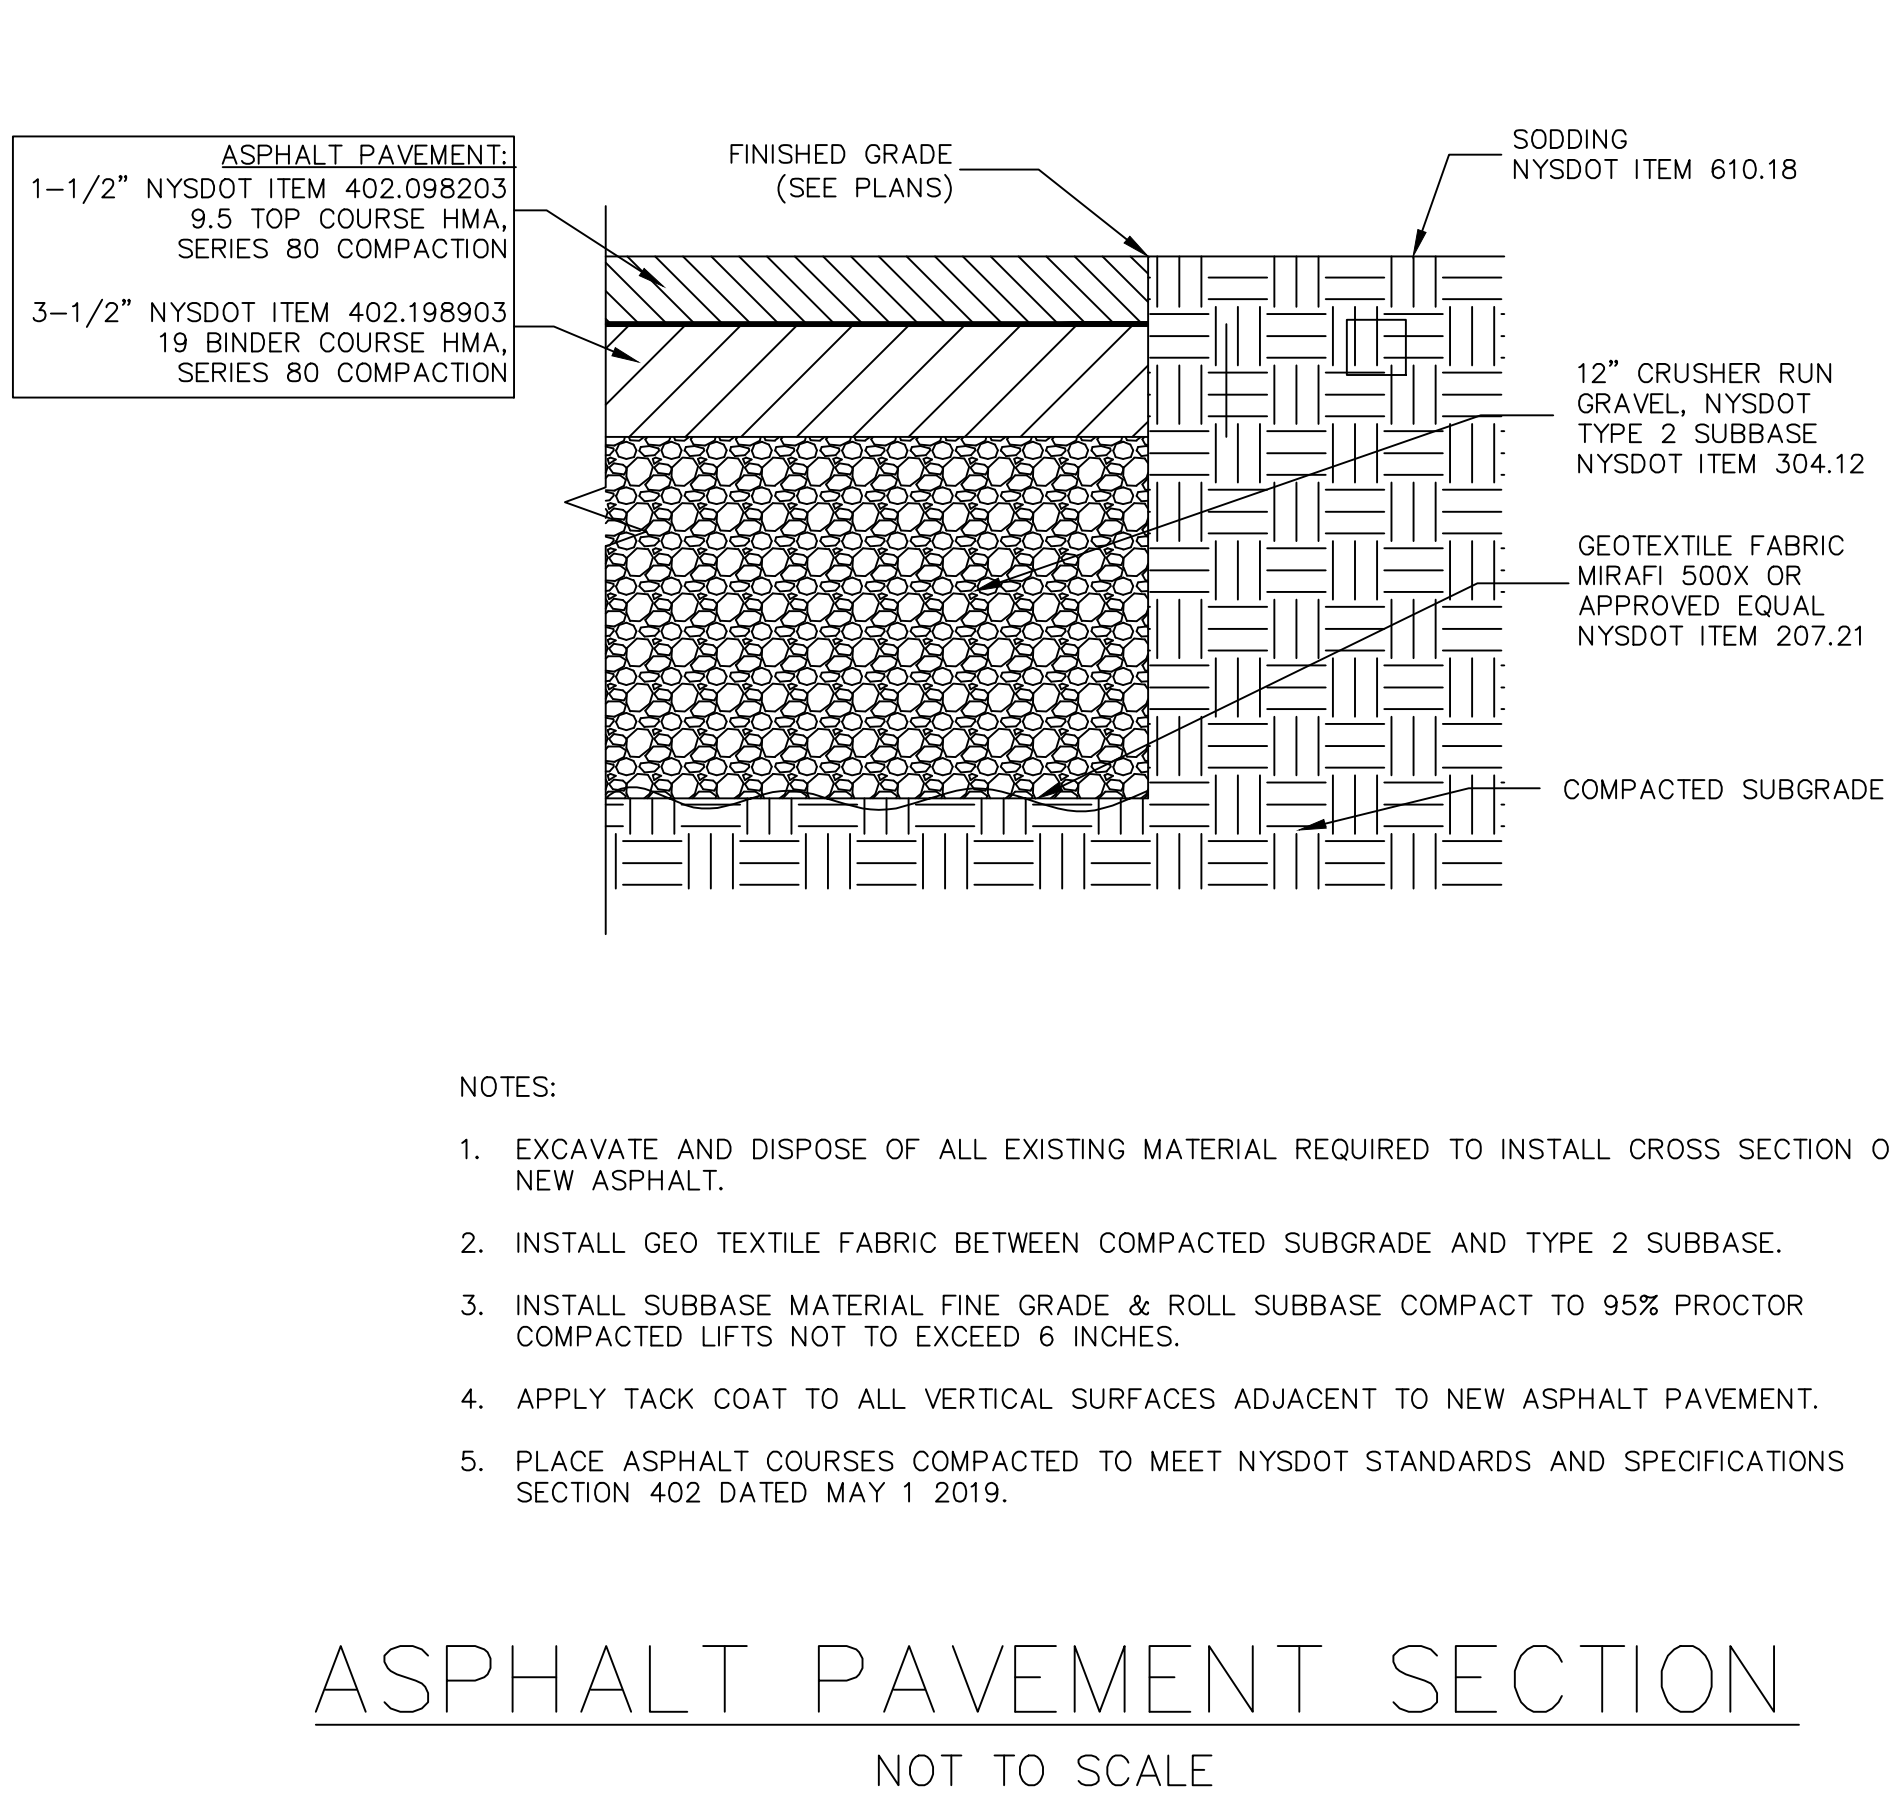 ASPHALT PAVEMENT:
1-1/2" NYSDOT ITEM 402.098203
9.5 TOP COURSE HMA,
SERIES 80 COMPACTION
3-1/2" NYSDOT ITEM 402.198903
19 BINDER COURSE HMA,
SERIES 80 COMPACTION
FINISHED GRADE
(SEE PLANS)
SODDING
NYSDOT ITEM 610.18
12" CRUSHER RUN
GRAVEL, NYSDOT
TYPE 2 SUBBASE
NYSDOT ITEM 304.12
GEOTEXTILE FABRIC
MIRAFI 500X OR
APPROVED EQUAL
NYSDOT ITEM 207.21
COMPACTED SUBGRADE
NOTES:
1. EXCAVATE AND DISPOSE OF ALL EXISTING MATERIAL REQUIRED TO INSTALL CROSS SECTION O
NEW ASPHALT.
2. INSTALL GEO TEXTILE FABRIC BETWEEN COMPACTED SUBGRADE AND TYPE 2 SUBBASE.
3. INSTALL SUBBASE MATERIAL FINE GRADE & ROLL SUBBASE COMPACT TO 95% PROCTOR
COMPACTED LIFTS NOT TO EXCEED 6 INCHES.
4. APPLY TACK COAT TO ALL VERTICAL SURFACES ADJACENT TO NEW ASPHALT PAVEMENT.
5. PLACE ASPHALT COURSES COMPACTED TO MEET NYSDOT STANDARDS AND SPECIFICATIONS
SECTION 402 DATED MAY 1 2019.
ASPHALT PAVEMENT SECTION
NOT TO SCALE